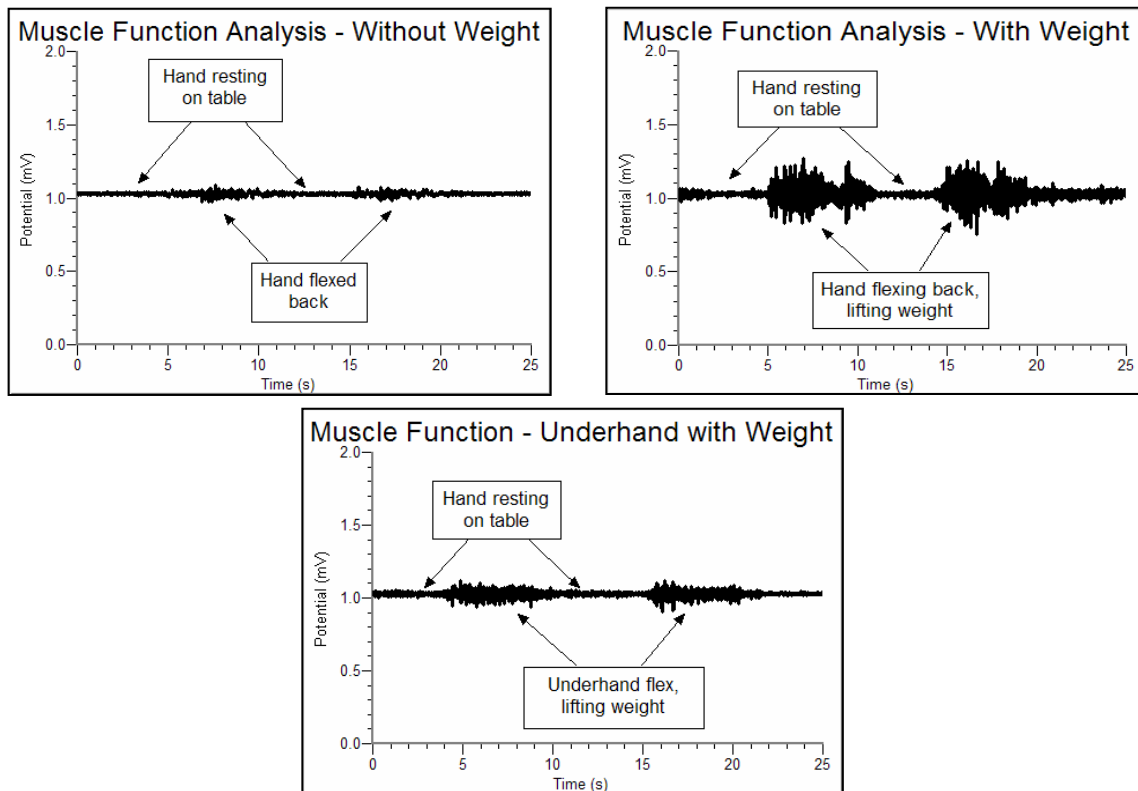 Muscle Function Analysis - Without Weight
2.0
Hand resting
on table
1.5
Potential (mV)
1.0
0.5
Hand flexed
back
0.0
0 5 10 15 20 25
Time (s)
Muscle Function Analysis - With Weight
2.0
Hand resting
on table
1.5
Potential (mV)
1.0
0.5
Hand flexing back,
lifting weight
0.0
0 5 10 15 20 25
Time (s)
Muscle Function - Underhand with Weight
2.0
Hand resting
on table
1.5
Potential (mV)
1.0
0.5
Underhand flex,
lifting weight
0.0
0 5 10 15 20 25
Time (s)